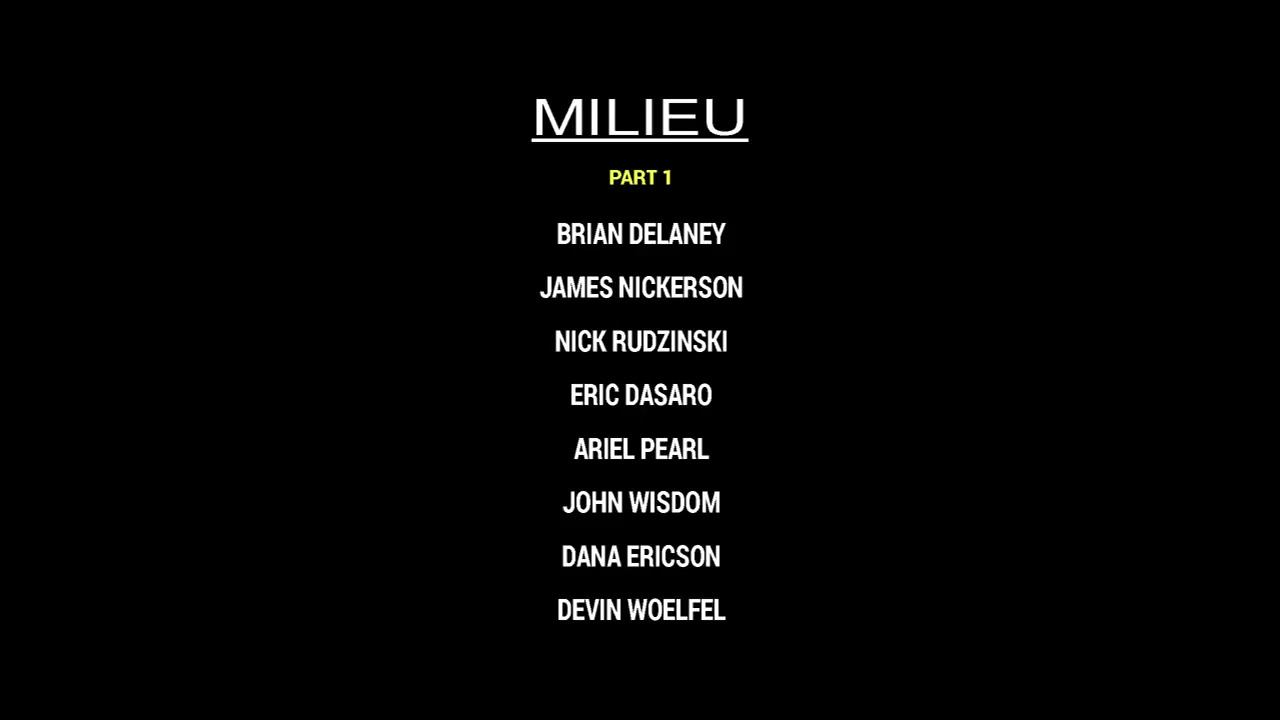 MILIEU
PART 1
BRIAN DELANEY
JAMES NICKERSON
NICK RUDZINSKI
ERIC DASARO
ARIEL PEARL
JOHN WISDOM
DANA ERICSON
DEVIN WOELFEL